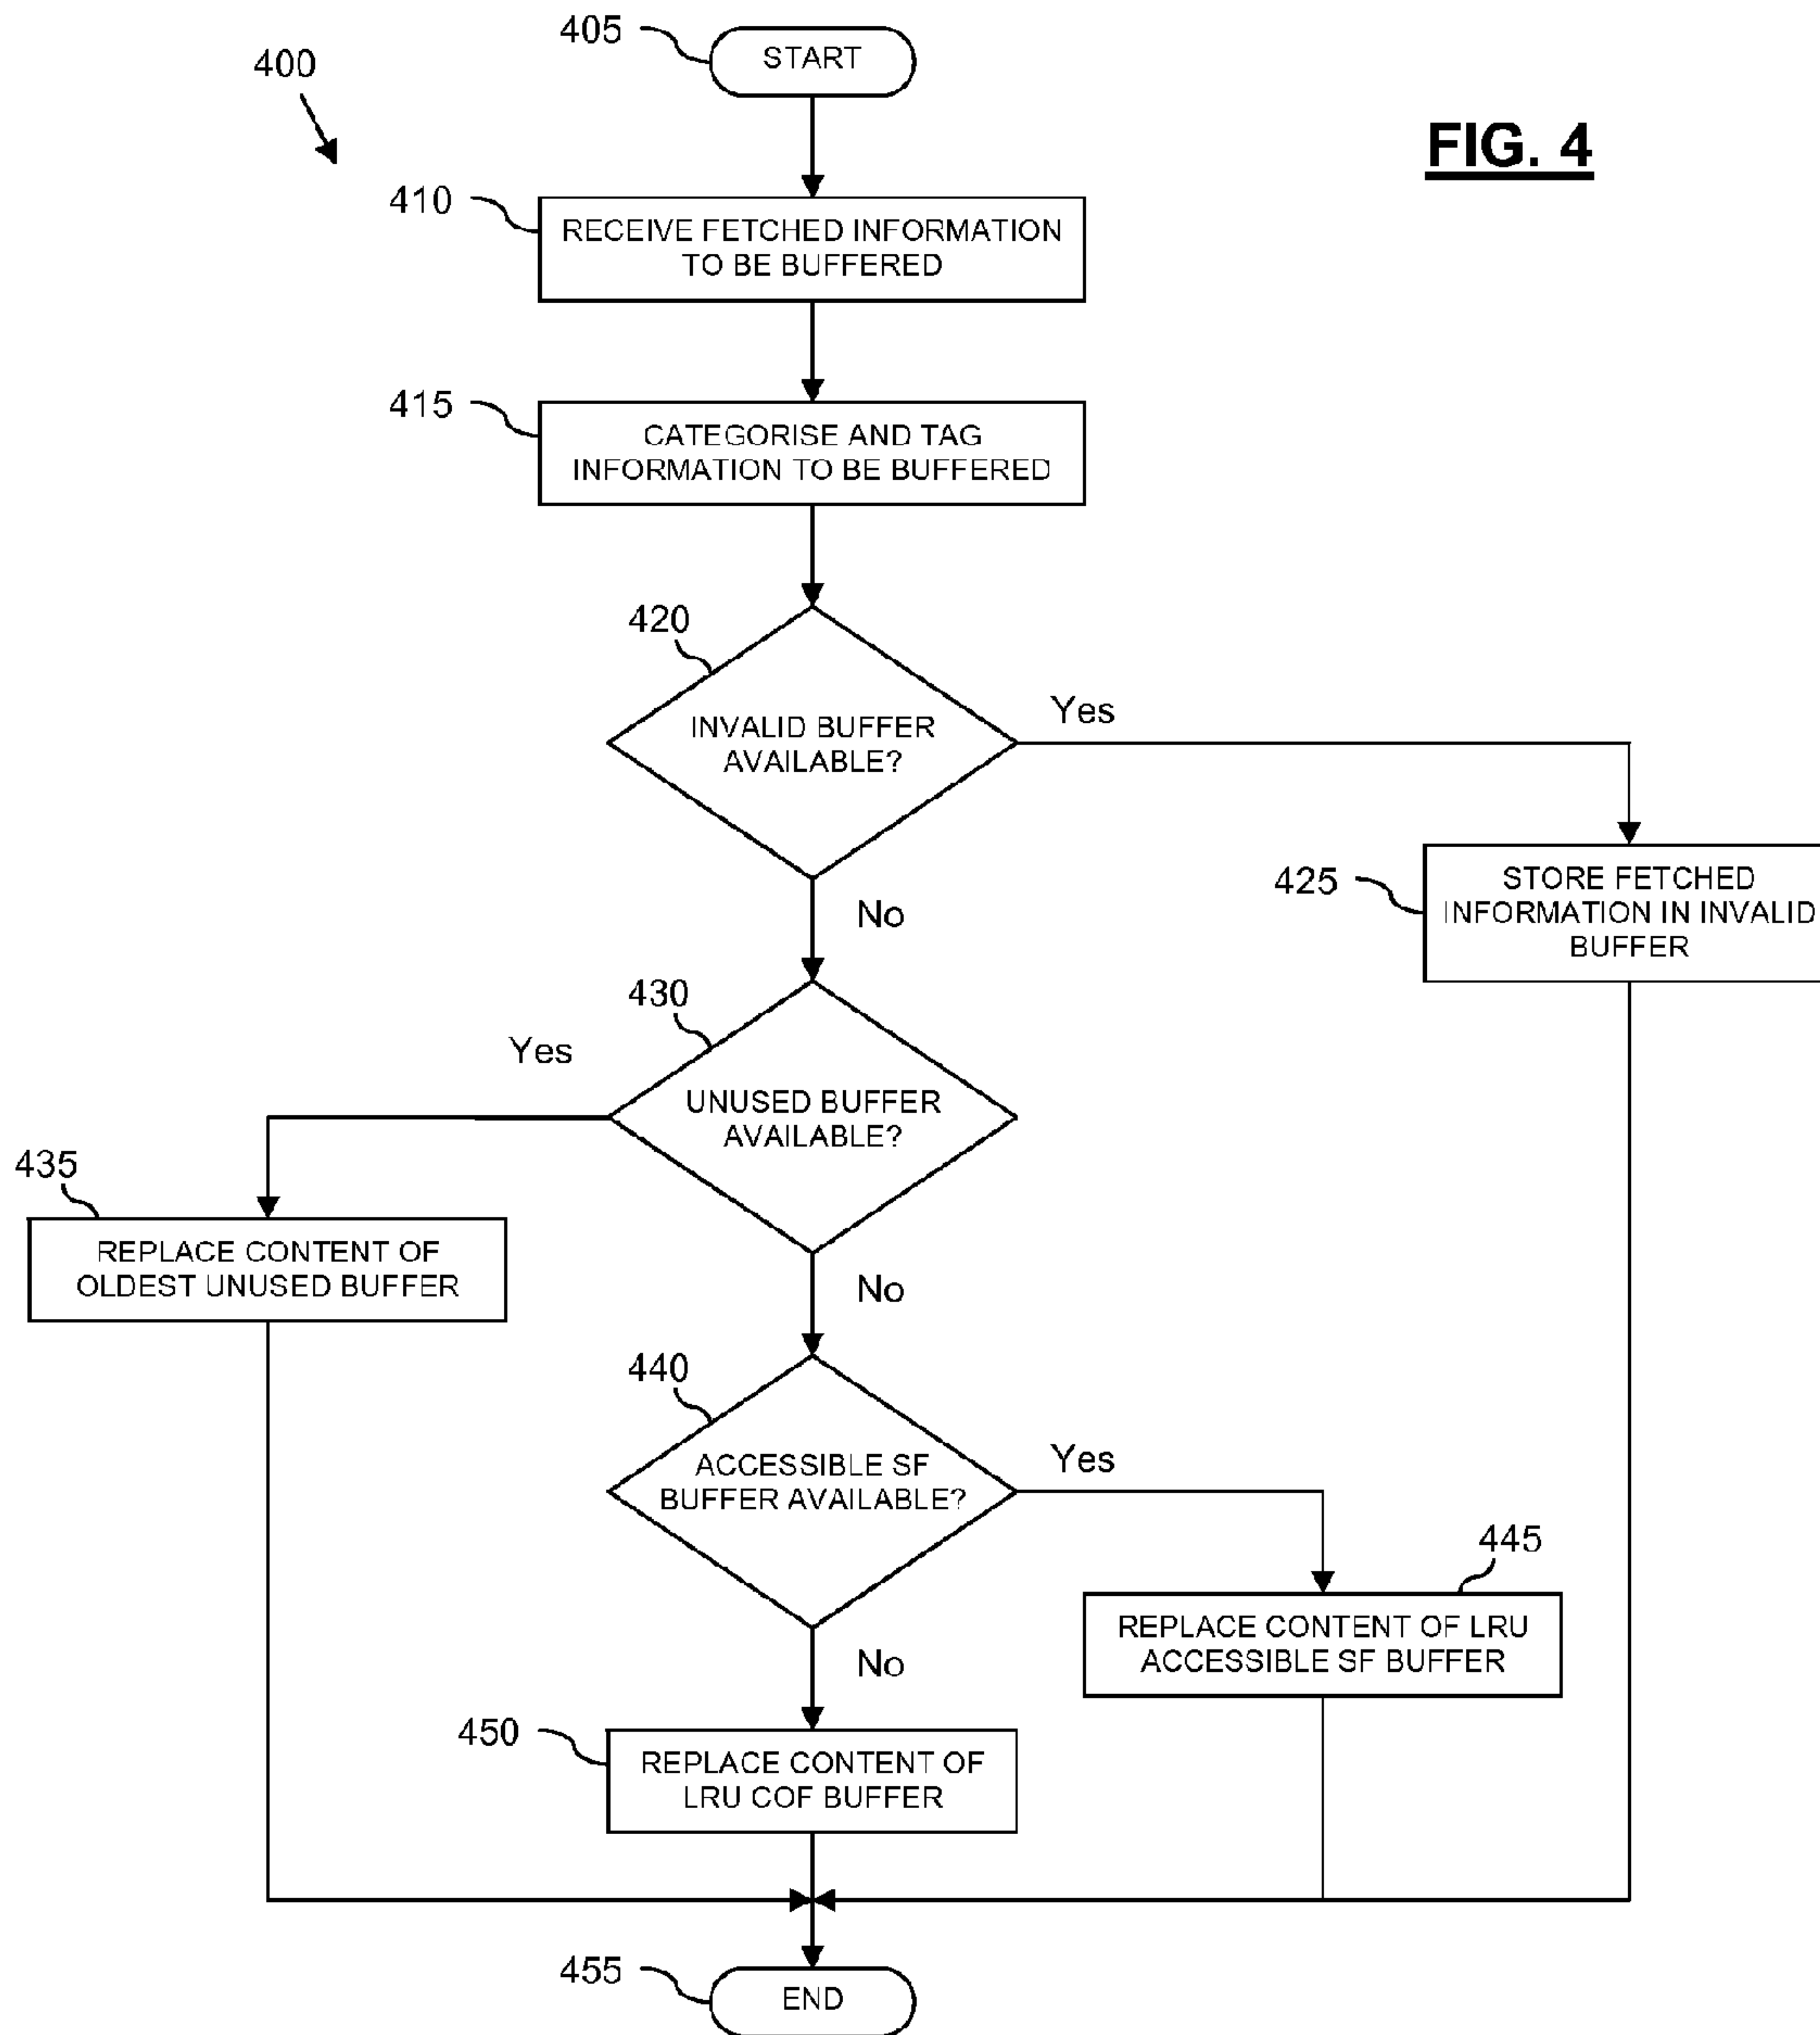 405
START
400
FIG. 4
410
RECEIVE FETCHED INFORMATION
TO BE BUFFERED
415
CATEGORISE AND TAG
INFORMATION TO BE BUFFERED
420
INVALID BUFFER
AVAILABLE?
Yes
No
425
STORE FETCHED
INFORMATION IN INVALID
BUFFER
430
UNUSED BUFFER
AVAILABLE?
Yes
No
435
REPLACE CONTENT OF
OLDEST UNUSED BUFFER
440
ACCESSIBLE SF
BUFFER AVAILABLE?
Yes
No
445
REPLACE CONTENT OF LRU
ACCESSIBLE SF BUFFER
450
REPLACE CONTENT OF
LRU COF BUFFER
455
END